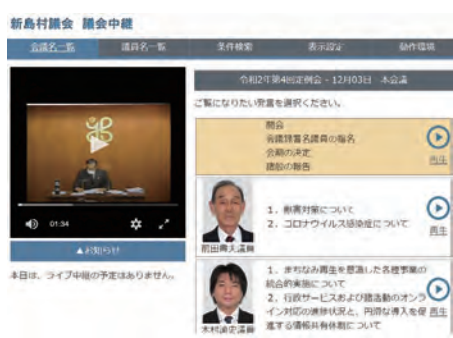 新島村議会 議会中継
会議名一覧 議員名一覧 条件検索 表示設定 動作環境
令和2年第4回定例会 - 12月03日 本会議
ご覧になりたい発言を選択ください。
開会
会議録署名議員の指名
会期の決定
諸般の報告
再生
01:34
▲お知らせ
本日は、ライブ中継の予定はありません。
1．獣害対策について
2．コロナウイルス感染症について
再生
前田 議員
1．まちなみ再生を意識した各種事業の
統合的実施について
2．行政サービスおよび諸活動のオンラ
イン対応の進捗状況と、円滑な導入を促
進する情報共有体制について
再生
木村諭史議員